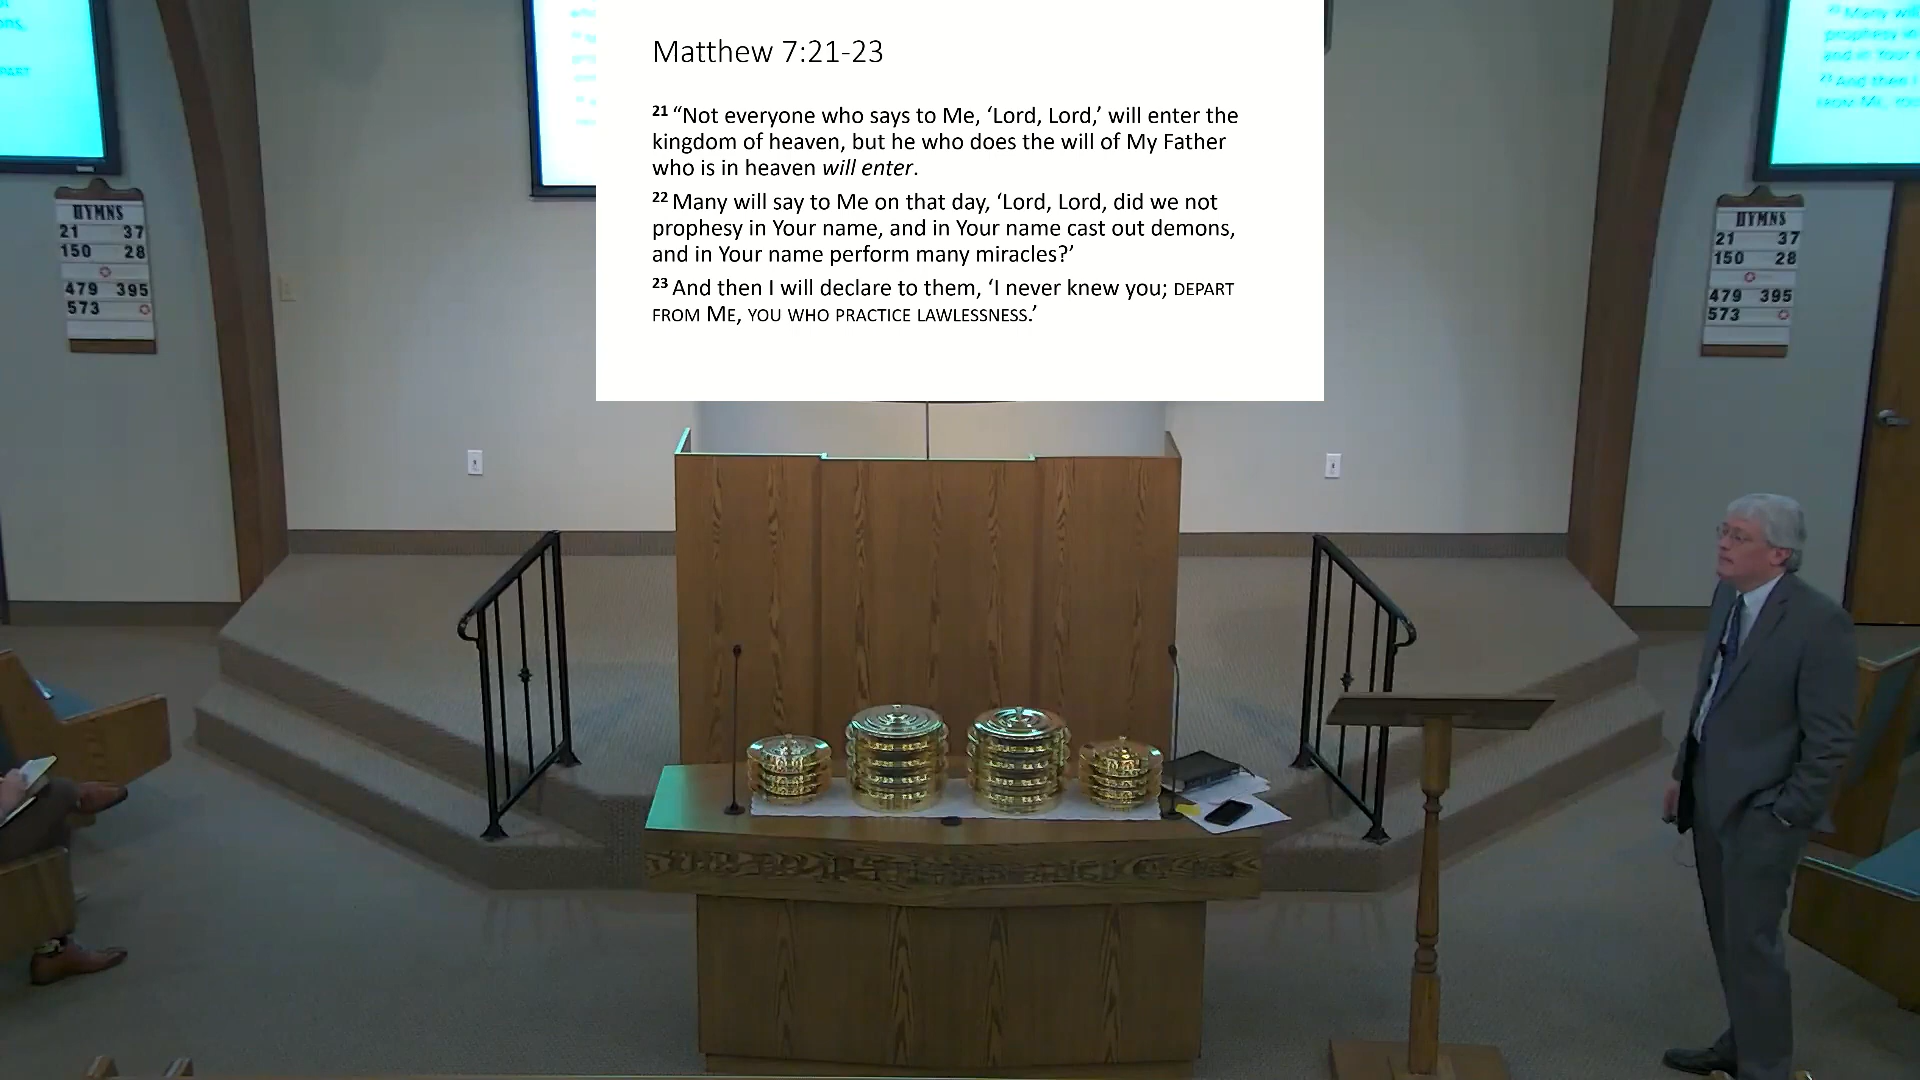 Matthew 7:21-23
21 “Not everyone who says to Me, ‘Lord, Lord,’ will enter the
kingdom of heaven, but he who does the will of My Father
who is in heaven will enter.
22 Many will say to Me on that day, ‘Lord, Lord, did we not
prophesy in Your name, and in Your name cast out demons,
and in Your name perform many miracles?’
23 And then I will declare to them, ‘I never knew you; DEPART
FROM ME, YOU WHO PRACTICE LAWLESSNESS.’
HYMNS
21 37
150 28
479 395
573
HYMNS
21 37
150 28
479 395
573